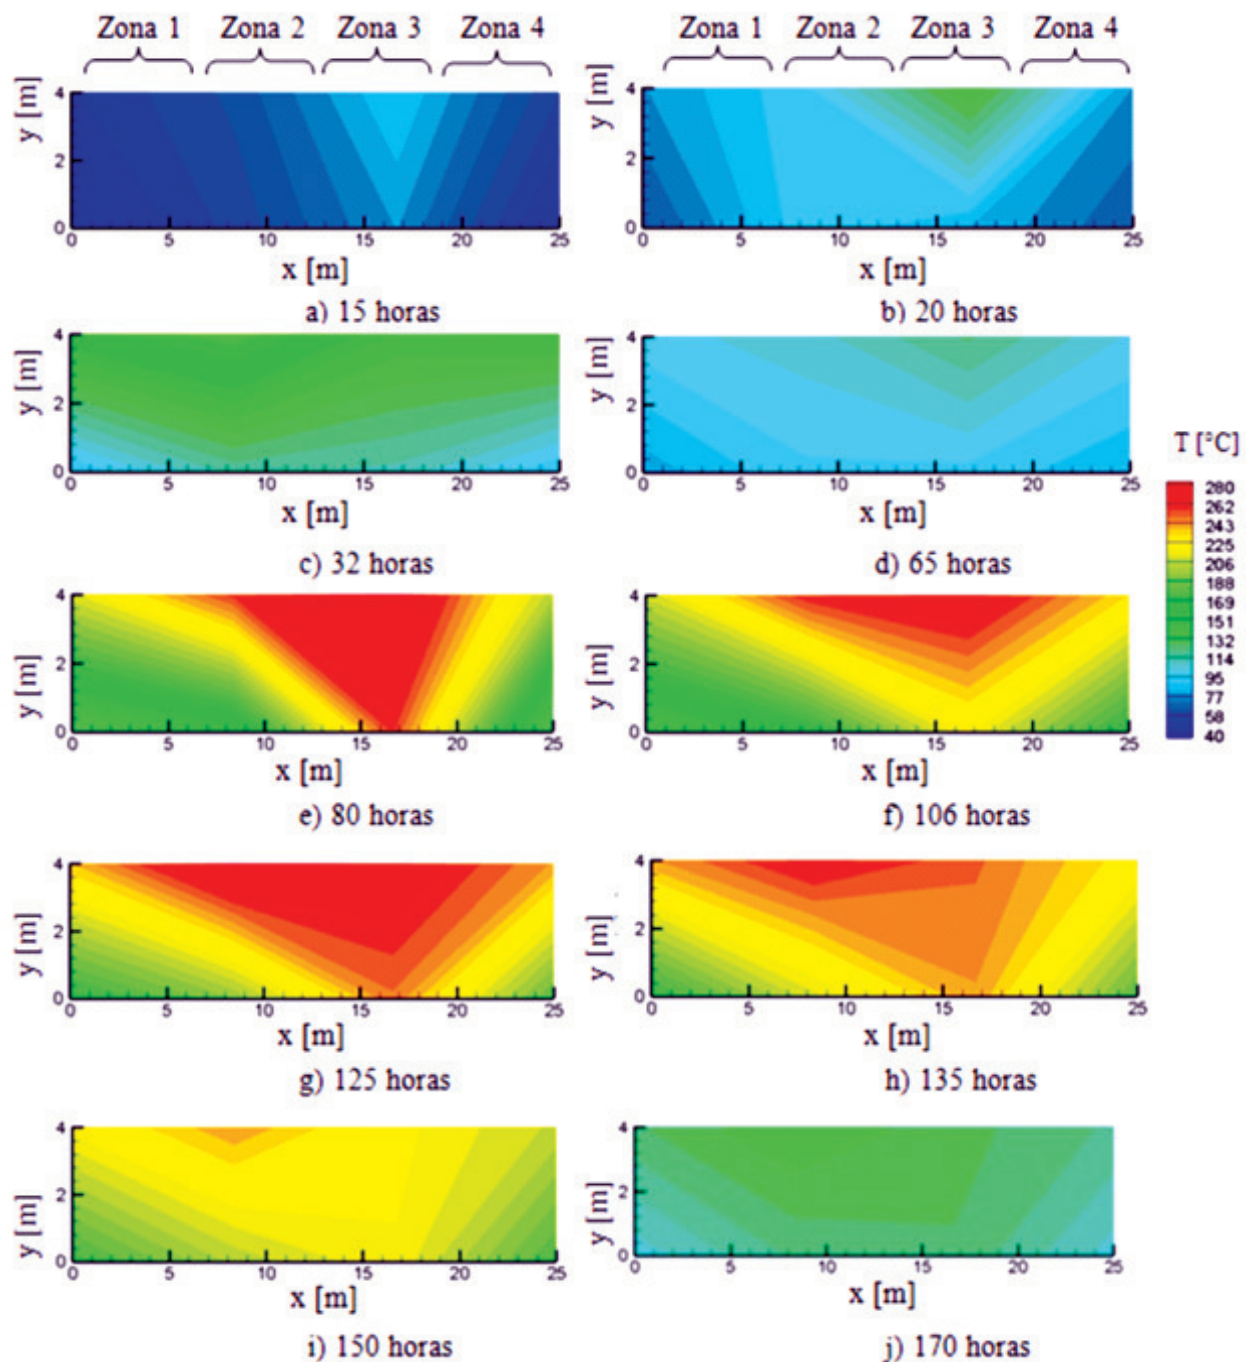 Zona 1 Zona 2 Zona 3 Zona 4
4
2
0
y [m]
0 5 10 15 20 25
x [m]
a) 15 horas
Zona 1 Zona 2 Zona 3 Zona 4
4
2
0
y [m]
0 5 10 15 20 25
x [m]
b) 20 horas
4
2
0
y [m]
0 5 10 15 20 25
x [m]
c) 32 horas
4
2
0
y [m]
0 5 10 15 20 25
x [m]
d) 65 horas
T [°C]
280
262
243
225
206
188
169
151
132
114
95
77
58
40
4
2
0
y [m]
0 5 10 15 20 25
x [m]
e) 80 horas
4
2
0
y [m]
0 5 10 15 20 25
x [m]
f) 106 horas
4
2
0
y [m]
0 5 10 15 20 25
x [m]
g) 125 horas
4
2
0
y [m]
0 5 10 15 20 25
x [m]
h) 135 horas
4
2
0
y [m]
0 5 10 15 20 25
x [m]
i) 150 horas
4
2
0
y [m]
0 5 10 15 20 25
x [m]
j) 170 horas